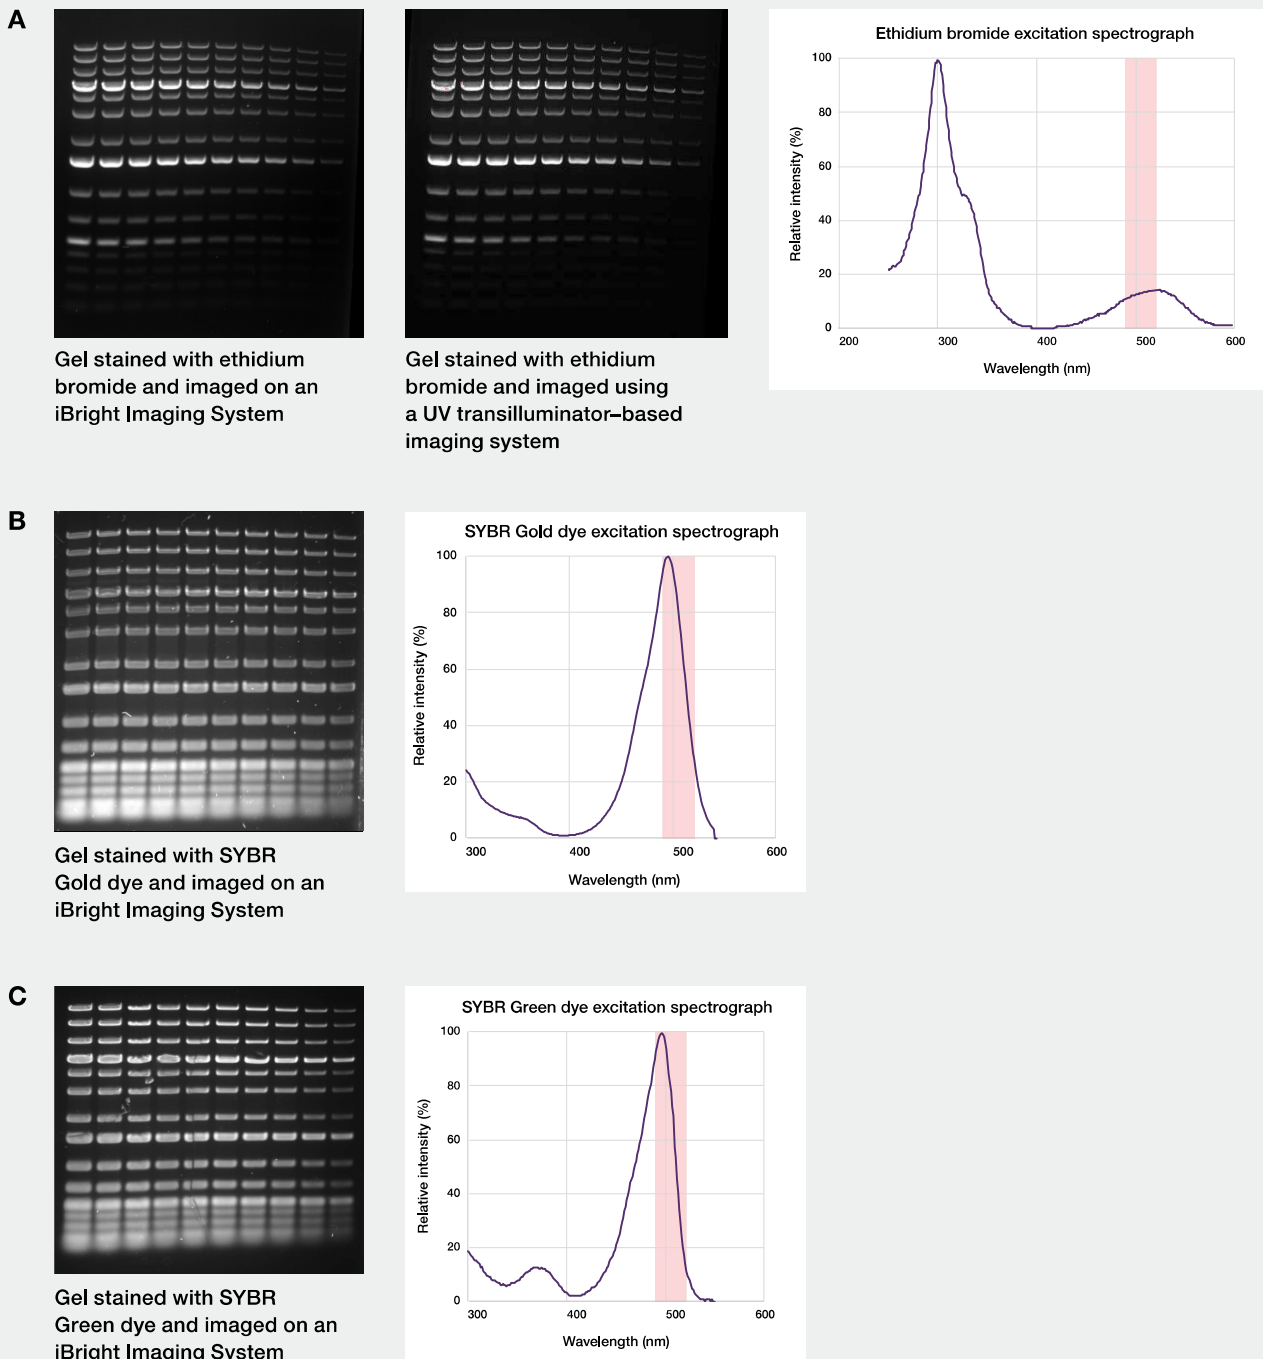 A
Gel stained with ethidium
bromide and imaged on an
iBright Imaging System
Gel stained with ethidium
bromide and imaged using
a UV transilluminator–based
imaging system
Ethidium bromide excitation spectrograph
Relative intensity (%)
100
80
60
40
20
0
200 300 400 500 600
Wavelength (nm)
B
Gel stained with SYBR
Gold dye and imaged on an
iBright Imaging System
SYBR Gold dye excitation spectrograph
Relative intensity (%)
100
80
60
40
20
0
300 400 500 600
Wavelength (nm)
C
Gel stained with SYBR
Green dye and imaged on an
iBright Imaging System
SYBR Green dye excitation spectrograph
Relative intensity (%)
100
80
60
40
20
0
300 400 500 600
Wavelength (nm)